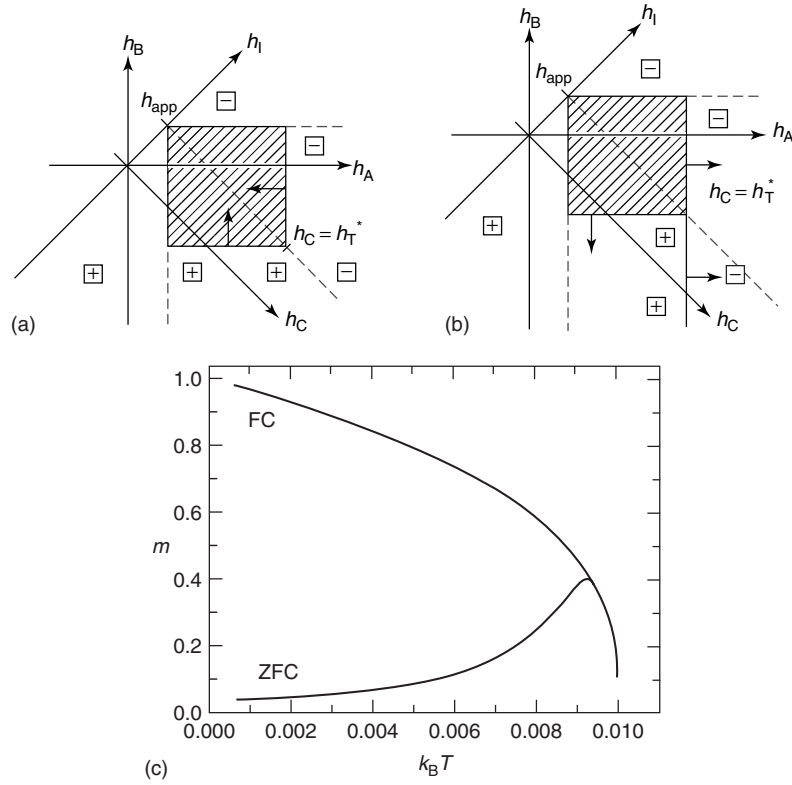 h_B
h_I
h_app
−
−
h_A
h_C = h_T^*
+
+
+
−
h_C
(a)
h_B
h_I
h_app
−
−
h_A
h_C = h_T^*
+
+
−
+
h_C
(b)
1.0
FC
0.8
0.6
m
0.4
0.2
ZFC
0.0
0.000 0.002 0.004 0.006 0.008 0.010
k_BT
(c)